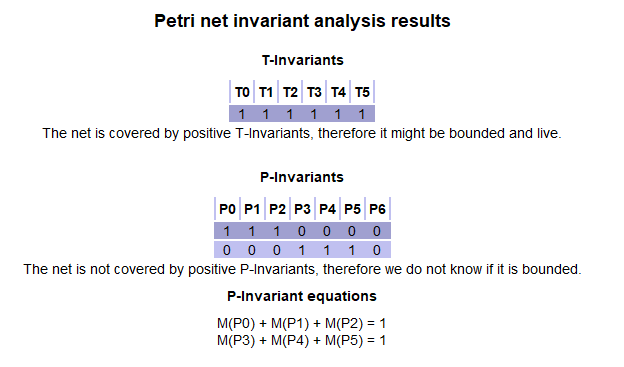 Petri net invariant analysis results
T-Invariants
T0 T1 T2 T3 T4 T5
1 1 1 1 1 1
The net is covered by positive T-Invariants, therefore it might be bounded and live.
P-Invariants
P0 P1 P2 P3 P4 P5 P6
1 1 1 0 0 0 0
0 0 0 1 1 1 0
The net is not covered by positive P-Invariants, therefore we do not know if it is bounded.
P-Invariant equations
M(P0) + M(P1) + M(P2) = 1
M(P3) + M(P4) + M(P5) = 1